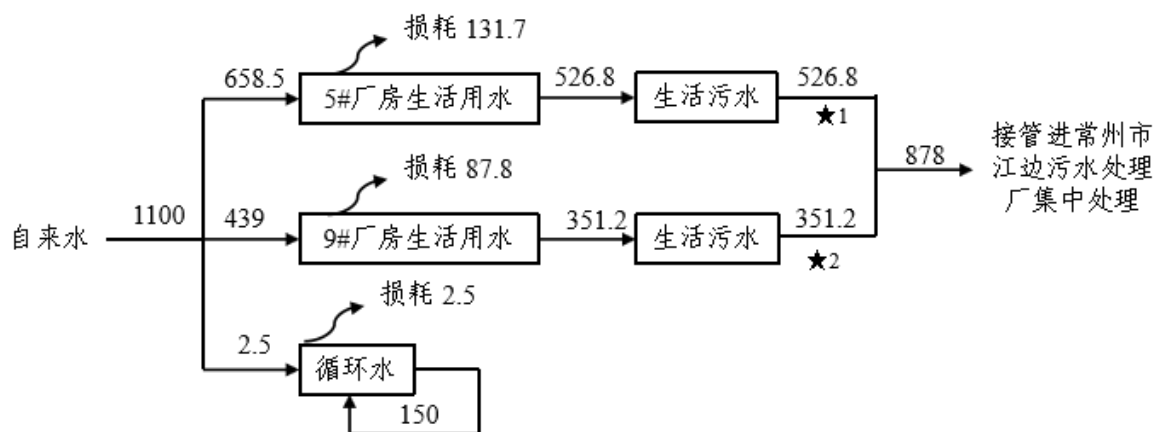 损耗 131.7
658.5
5#厂房生活用水
526.8
生活污水
526.8
★1
接管进常州市
江边污水处理
厂集中处理
878
损耗 87.8
自来水
1100
439
9#厂房生活用水
351.2
生活污水
351.2
★2
损耗 2.5
2.5
循环水
150